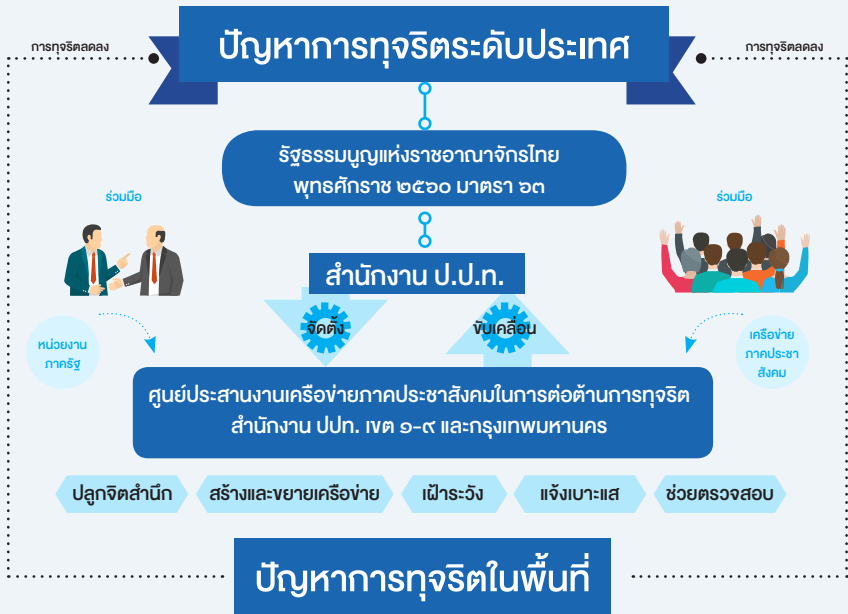 ปัญหาการทุจริตระดับประเทศ
การทุจริตลดลง
การทุจริตลดลง
รัฐธรรมนูญแห่งราชอาณาจักรไทย
พุทธศักราช ๒๕๖๐ มาตรา ๖๓
ร่วมมือ
ร่วมมือ
สำนักงาน ป.ป.ท.
จัดตั้ง
ขับเคลื่อน
หน่วยงาน
ภาครัฐ
เครือข่าย
ภาคประชา
สังคม
ศูนย์ประสานงานเครือข่ายภาคประชาสังคมในการต่อต้านการทุจริต
สำนักงาน ปปท. เขต ๑-๙ และกรุงเทพมหานคร
ปลูกจิตสำนึก
สร้างและขยายเครือข่าย
เฝ้าระวัง
แจ้งเบาะแส
ช่วยตรวจสอบ
ปัญหาการทุจริตในพื้นที่